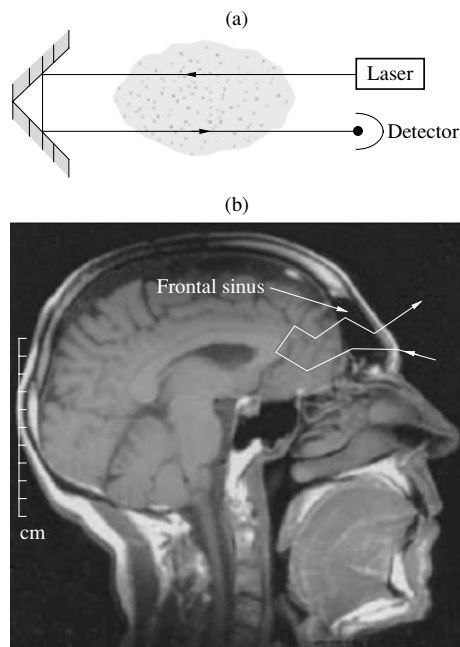 (a)
Laser
Detector
(b)
Frontal sinus
cm